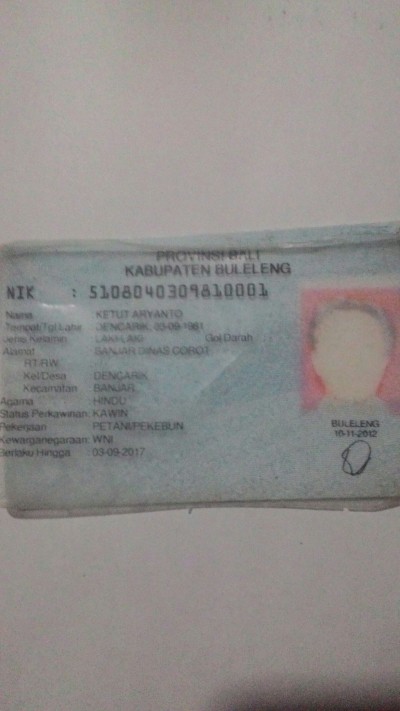 PROVINSI BALI
KABUPATEN BULELENG
NIK : 5108040309810001
Nama : KETUT ARYANTO
Tempat/Tgl Lahir : DENCARIK, 03-09-1981
Jenis Kelamin : LAKI-LAKI Gol Darah
Alamat : BANJAR DINAS COROT
RT/RW
Kel/Desa : DENCARIK
Kecamatan : BANJAR
Agama : HINDU
Status Perkawinan: KAWIN
Pekerjaan : PETANI/PEKEBUN
Kewarganegaraan: WNI
Berlaku Hingga : 03-09-2017
BULELENG
10-11-2012